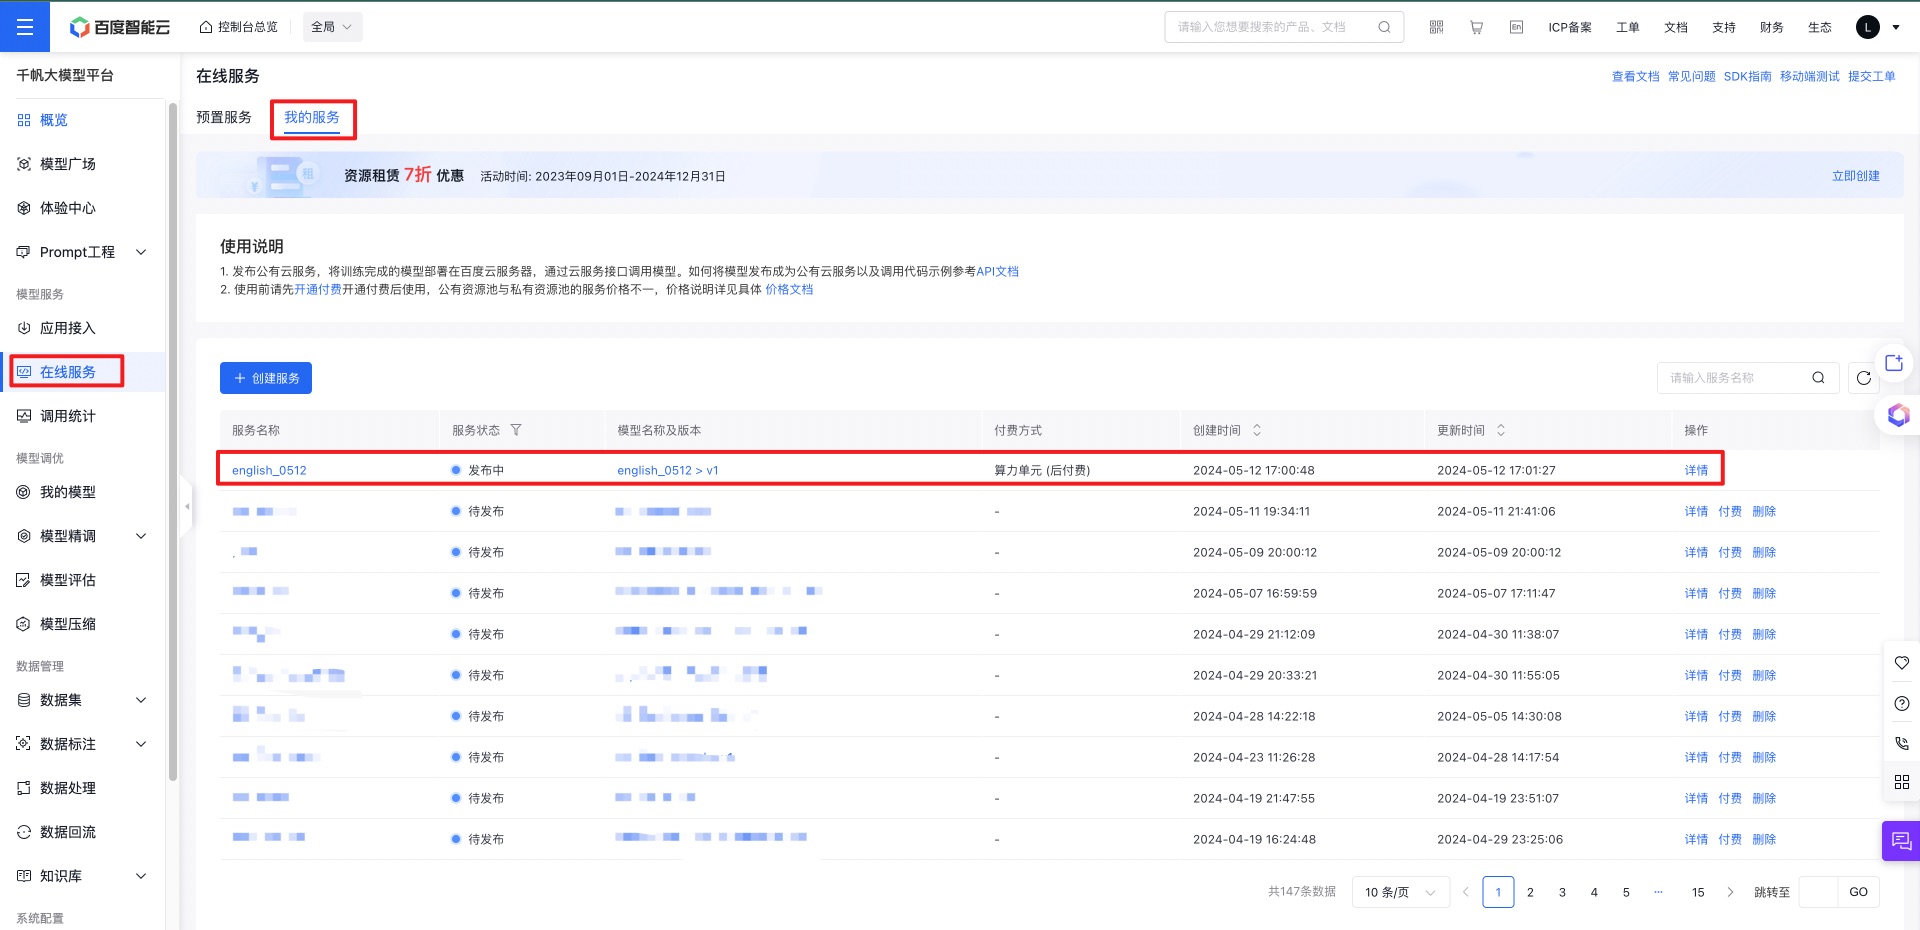 百度智能云
控制台总览
全局
请输入您想要搜索的产品、文档
En
ICP备案
工单
文档
支持
财务
生态
L
千帆大模型平台
概览
模型广场
体验中心
Prompt工程
模型服务
应用接入
在线服务
调用统计
模型调优
我的模型
模型精调
模型评估
模型压缩
数据管理
数据集
数据标注
数据处理
数据回流
知识库
系统配置
在线服务
查看文档 常见问题 SDK指南 移动端测试 提交工单
预置服务 我的服务
租
¥
资源租赁 7折 优惠 活动时间: 2023年09月01日-2024年12月31日
立即创建
使用说明
1. 发布公有云服务，将训练完成的模型部署在百度云服务器，通过云服务接口调用模型。如何将模型发布成为公有云服务以及调用代码示例参考API文档
2. 使用前请先开通付费开通付费后使用，公有资源池与私有资源池的服务价格不一，价格说明详见具体 价格文档
+ 创建服务
请输入服务名称
服务名称 服务状态 模型名称及版本 付费方式 创建时间 更新时间 操作
english_0512 发布中 english_0512 > v1 算力单元 (后付费) 2024-05-12 17:00:48 2024-05-12 17:01:27 详情
待发布 - 2024-05-11 19:34:11 2024-05-11 21:41:06 详情 付费 删除
待发布 - 2024-05-09 20:00:12 2024-05-09 20:00:12 详情 付费 删除
待发布 - 2024-05-07 16:59:59 2024-05-07 17:11:47 详情 付费 删除
待发布 - 2024-04-29 21:12:09 2024-04-30 11:38:07 详情 付费 删除
待发布 - 2024-04-29 20:33:21 2024-04-30 11:55:05 详情 付费 删除
待发布 - 2024-04-28 14:22:18 2024-05-05 14:30:08 详情 付费 删除
待发布 - 2024-04-23 11:26:28 2024-04-28 14:17:54 详情 付费 删除
待发布 - 2024-04-19 21:47:55 2024-04-19 23:51:07 详情 付费 删除
待发布 - 2024-04-19 16:24:48 2024-04-29 23:25:06 详情 付费 删除
共147条数据 10 条/页 < 1 2 3 4 5 ··· 15 > 跳转至 GO